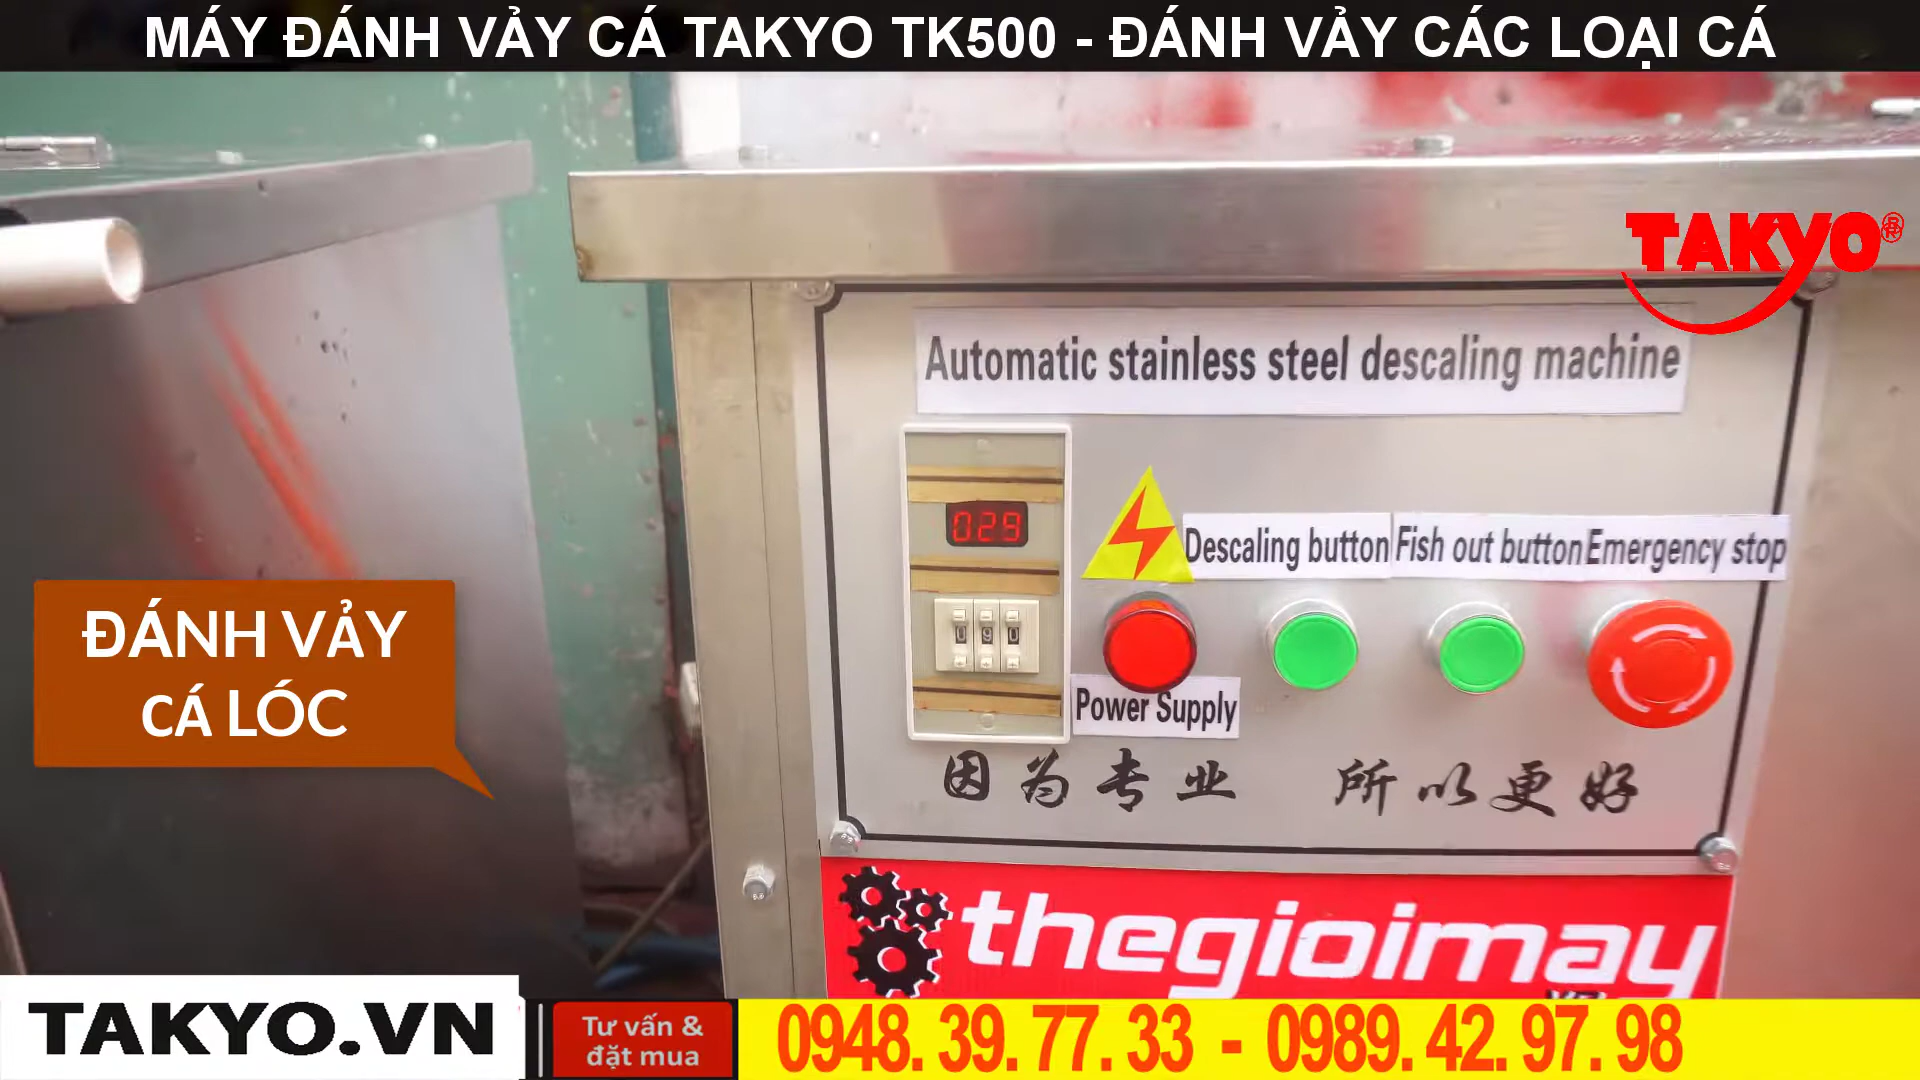 MÁY ĐÁNH VẢY CÁ TAKYO TK500 - ĐÁNH VẢY CÁC LOẠI CÁ
TAKYO®
Automatic stainless steel descaling machine
029
Descaling button
Fish out button
Emergency stop
090
ĐÁNH VẢY
CÁ LÓC
Power Supply
因为专业 所以更好
thegioimay
TAKYO.VN
Tư vấn &
đặt mua
0948. 39. 77. 33 - 0989. 42. 97. 98